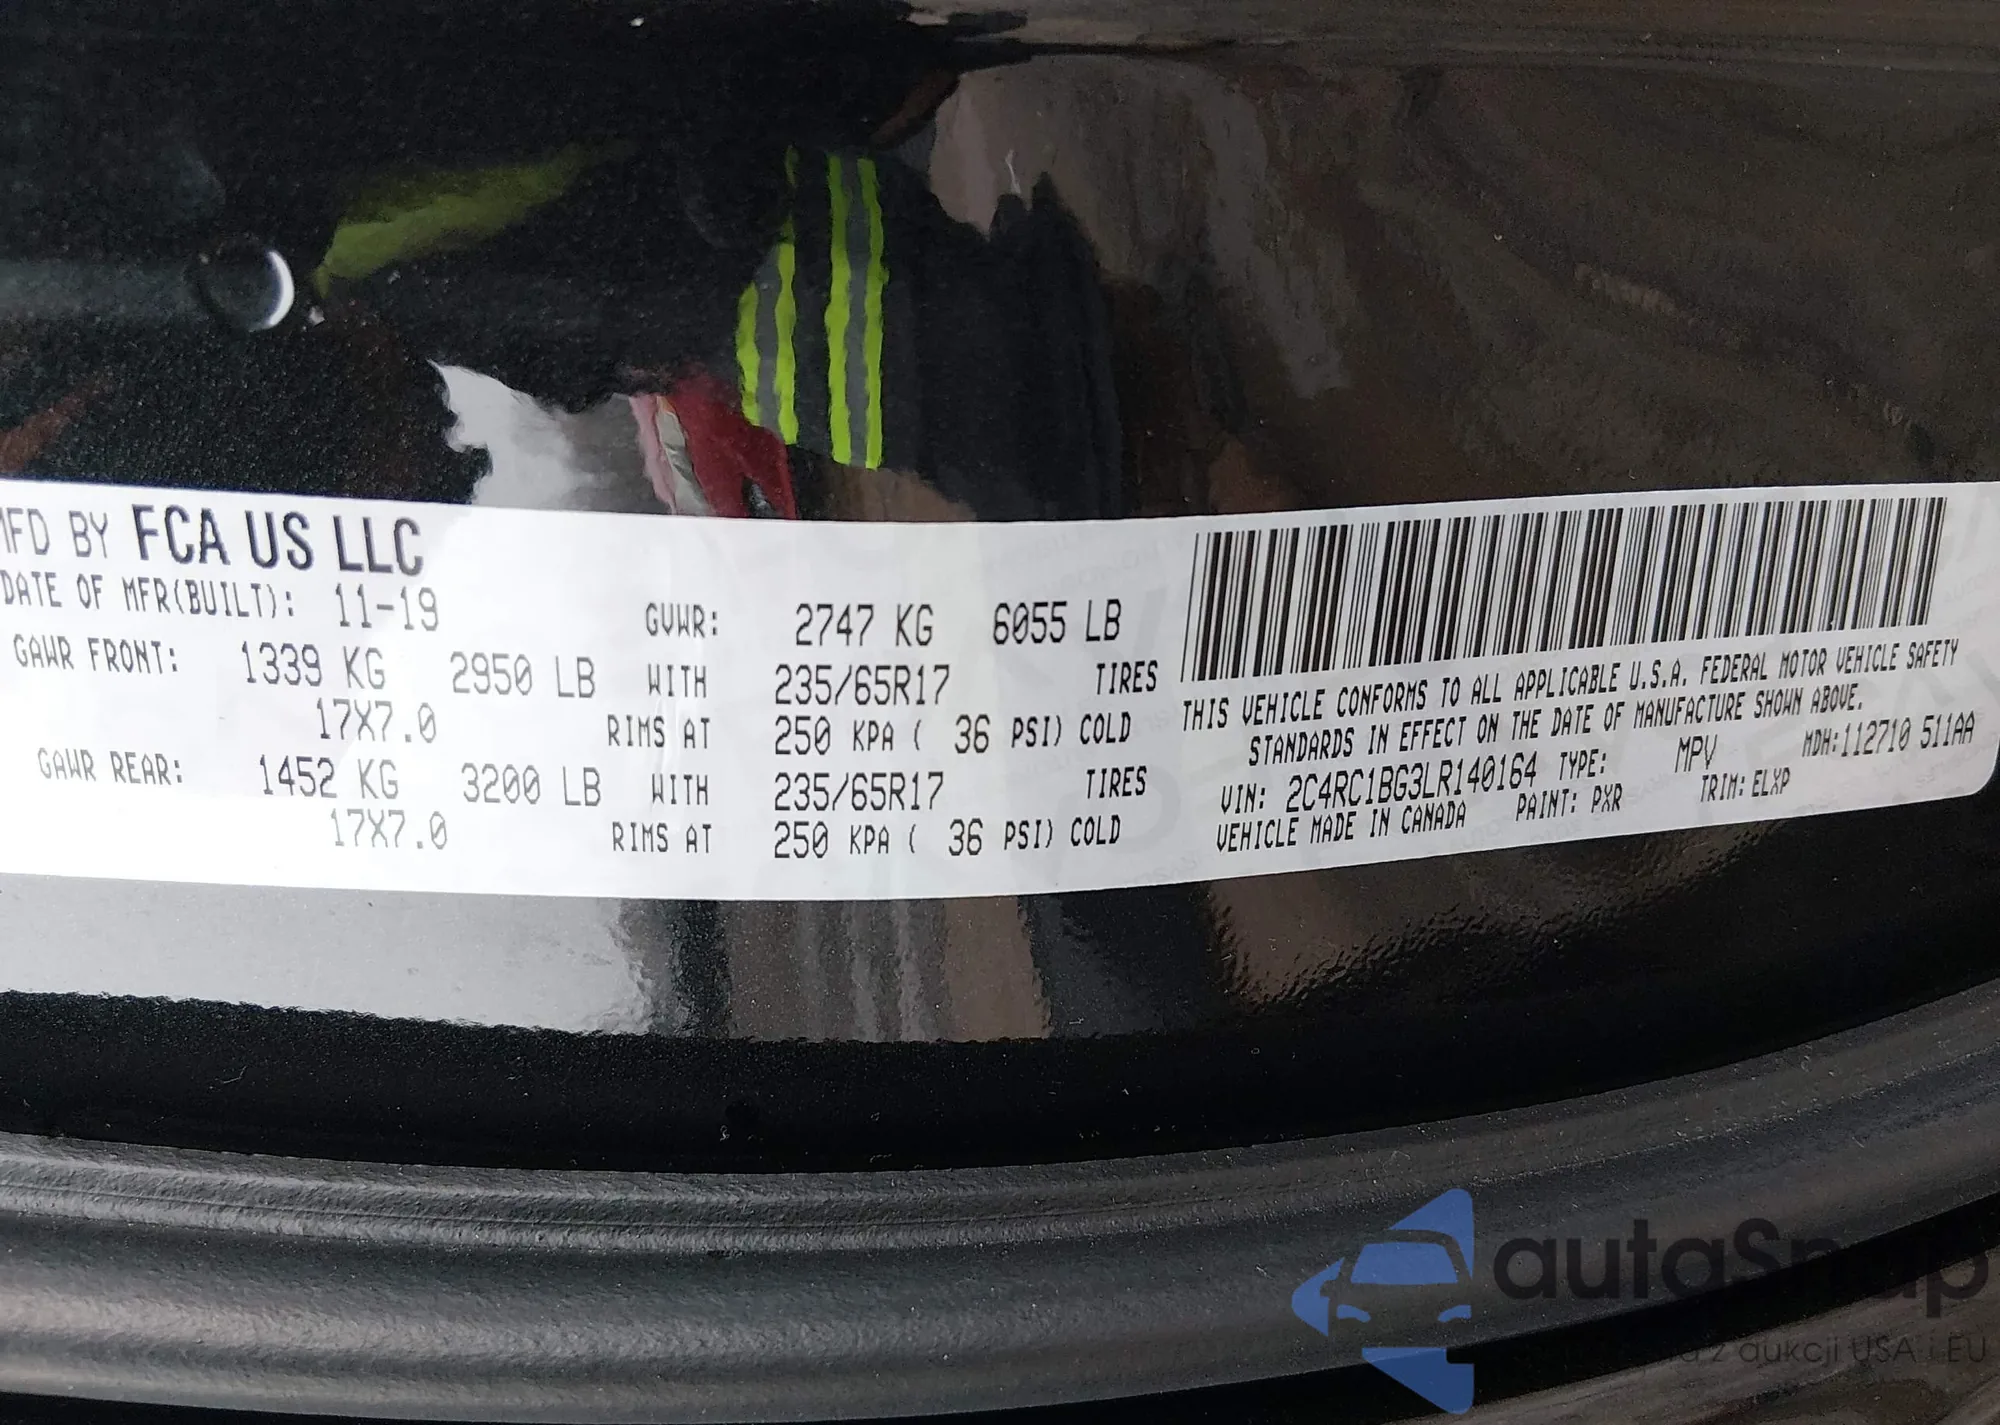 MFD BY FCA US LLC
DATE OF MFR(BUILT): 11-19
GVWR: 2747 KG 6055 LB
GAWR FRONT: 1339 KG 2950 LB WITH 235/65R17 TIRES
17X7.0 RIMS AT 250 KPA ( 36 PSI) COLD
GAWR REAR: 1452 KG 3200 LB WITH 235/65R17 TIRES
17X7.0 RIMS AT 250 KPA ( 36 PSI) COLD
THIS VEHICLE CONFORMS TO ALL APPLICABLE U.S.A. FEDERAL MOTOR VEHICLE SAFETY
STANDARDS IN EFFECT ON THE DATE OF MANUFACTURE SHOWN ABOVE.
VIN: 2C4RC1BG3LR140164 TYPE: MPV MDH:112710 511AA
VEHICLE MADE IN CANADA PAINT: PXR TRIM: ELXP
autaSnap
z aukcji USA i EU